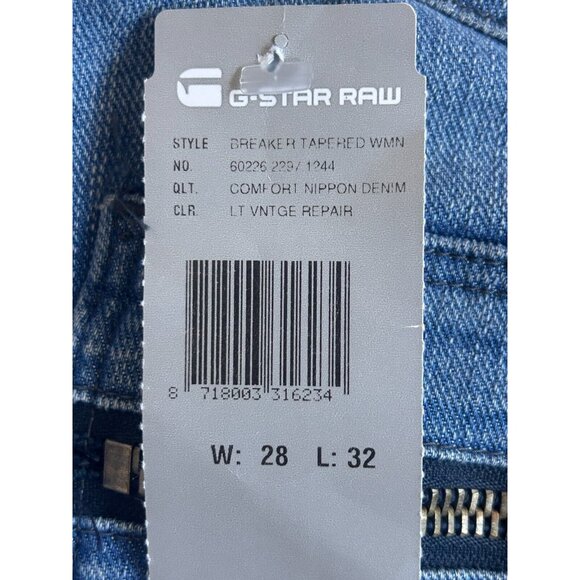 G-STAR RAW
STYLE BREAKER TAPERED WMN
NO. 60226 2297 1244
QLT. COMFORT NIPPON DENIM
CLR. LT VNTGE REPAIR
8 718003 316234
W: 28 L: 32